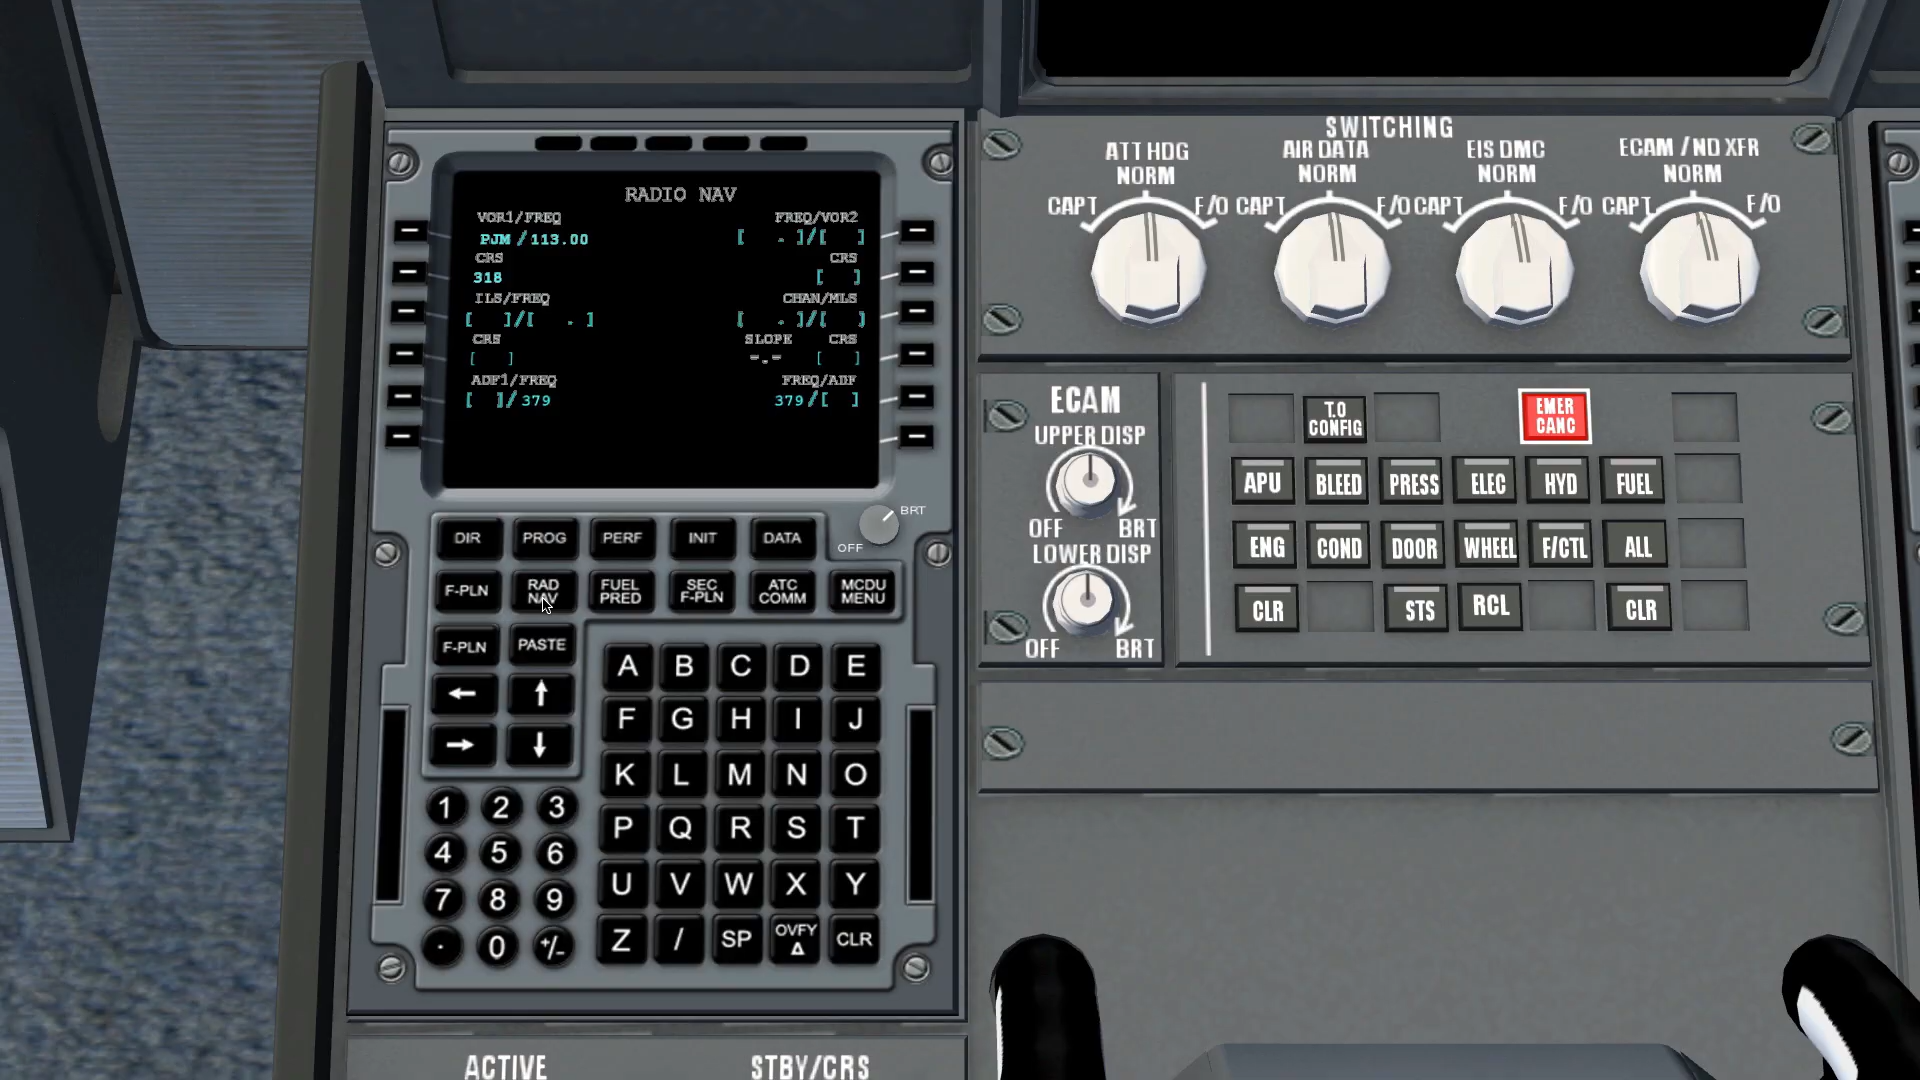 RADIO NAV
VOR1/FREQ FREQ/VOR2
PJM /113.00 [ . ]/[ ]
CRS CRS
318 [ ]
ILS/FREQ CHAN/MLS
[ ]/[ . ] [ . ]/[ ]
CRS SLOPE CRS
[ ] -.- [ ]
ADF1/FREQ FREQ/ADF
[ ]/379 379/[ ]
BRT
OFF
DIR PROG PERF INIT DATA
F-PLN RAD NAV FUEL PRED SEC F-PLN ATC COMM MCDU MENU
F-PLN PASTE
← ↑
→ ↓
A B C D E
F G H I J
K L M N O
P Q R S T
U V W X Y
Z / SP OVFY Δ CLR
1 2 3
4 5 6
7 8 9
. 0 +/-
ACTIVE STBY/CRS
SWITCHING
ATT HDG AIR DATA EIS DMC ECAM / ND XFR
NORM NORM NORM NORM
CAPT F/O CAPT F/O CAPT F/O CAPT F/O
ECAM
UPPER DISP
OFF BRT
LOWER DISP
OFF BRT
T.O CONFIG EMER CANC
APU BLEED PRESS ELEC HYD FUEL
ENG COND DOOR WHEEL F/CTL ALL
CLR STS RCL CLR